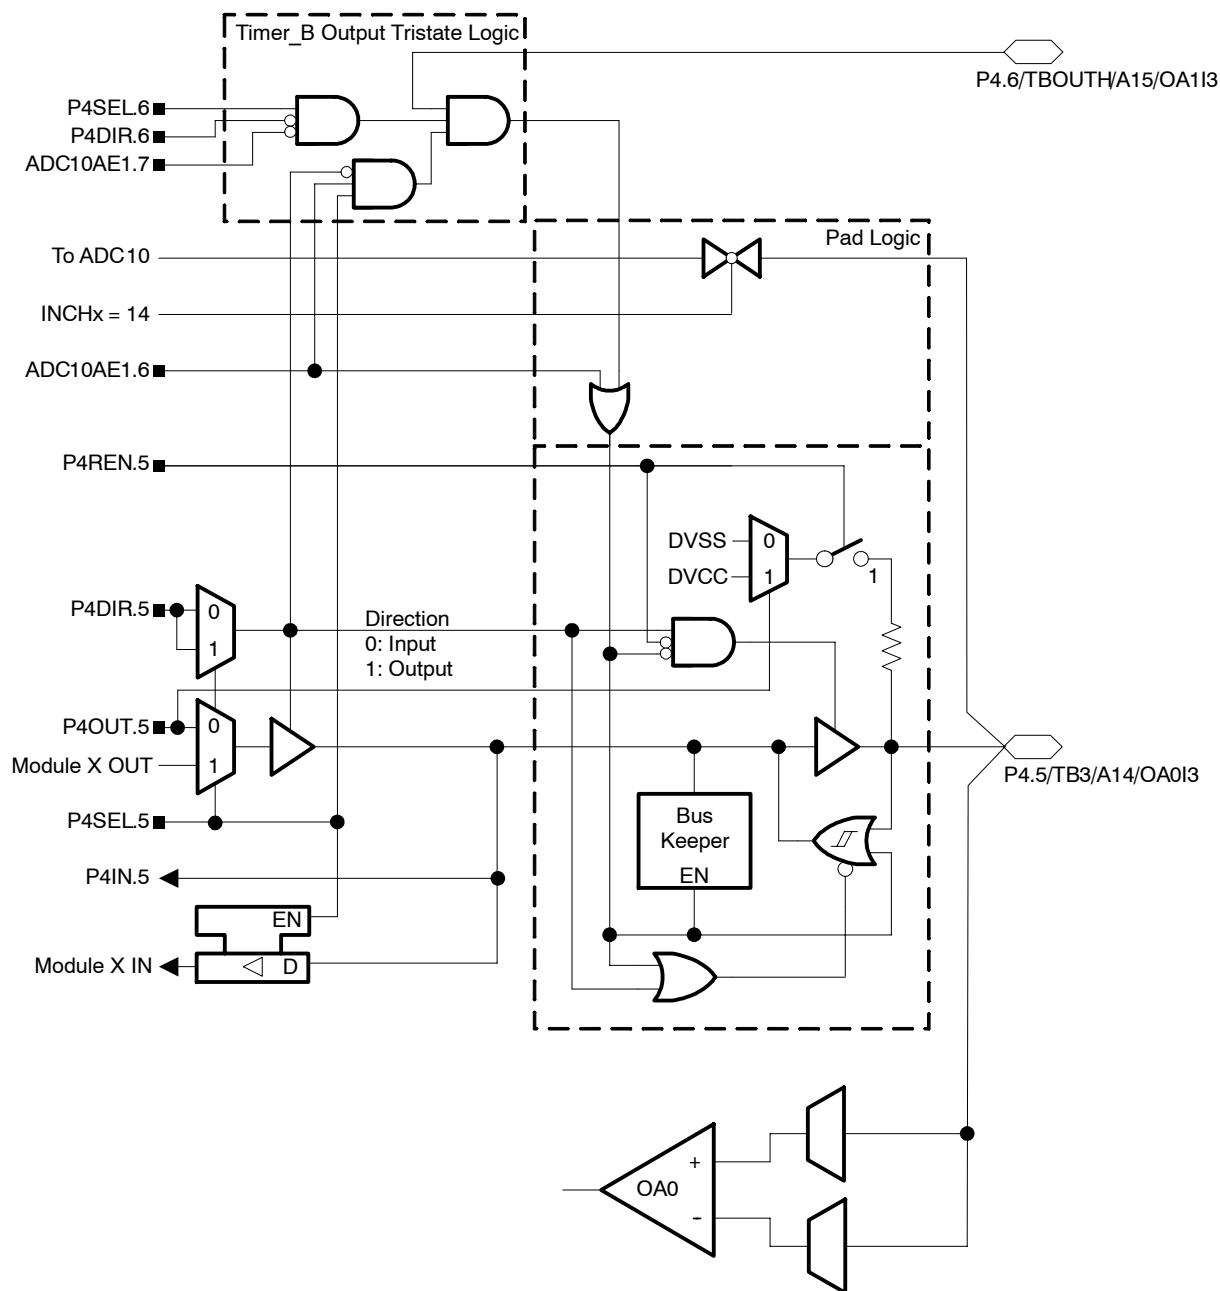 Timer_B Output Tristate Logic
P4.6/TBOUTH/A15/OA1I3
P4SEL.6
P4DIR.6
ADC10AE1.7
Pad Logic
To ADC10
INCHx = 14
ADC10AE1.6
P4REN.5
DVSS
0
DVCC
1
1
P4DIR.5
0
1
Direction
0: Input
1: Output
P4OUT.5
0
Module X OUT
1
P4.5/TB3/A14/OA0I3
P4SEL.5
Bus
Keeper
EN
P4IN.5
EN
Module X IN
D
+
OA0
−